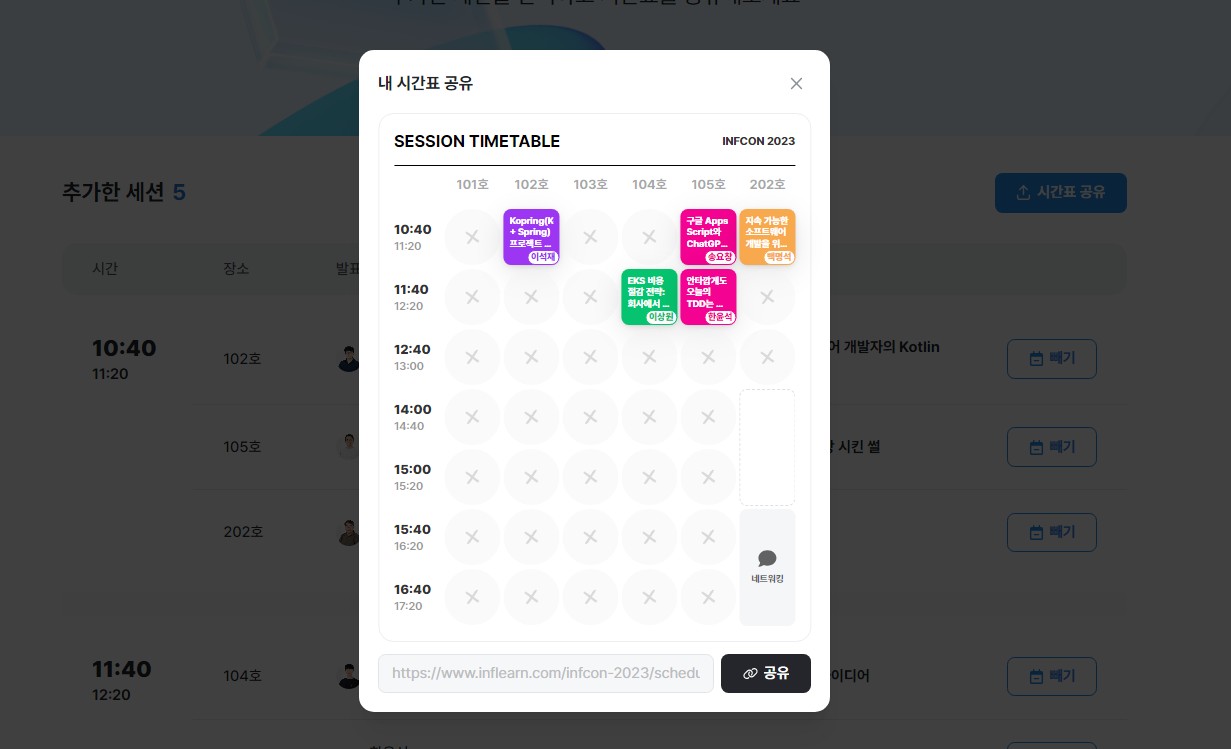 내 시간표 공유
SESSION TIMETABLE
INFCON 2023
101호 102호 103호 104호 105호 202호
10:40
11:20
Kopring(K
+ Spring)
프로젝트 ...
이석재
구글 Apps
Script와
ChatGP...
송요창
지속 가능한
소프트웨어
개발을 위...
백명석
11:40
12:20
EKS 비용
절감 전략:
회사에서 ...
이상원
안타깝게도
오늘의
TDD는 ...
한윤석
12:40
13:00
14:00
14:40
15:00
15:20
15:40
16:20
네트워킹
16:40
17:20
https://www.inflearn.com/infcon-2023/schedu
공유
추가한 세션 5
시간표 공유
시간 장소 발표
10:40
11:20
102호
어 개발자의 Kotlin
빼기
105호
시킨 썰
빼기
202호
빼기
11:40
12:20
104호
이디어
빼기